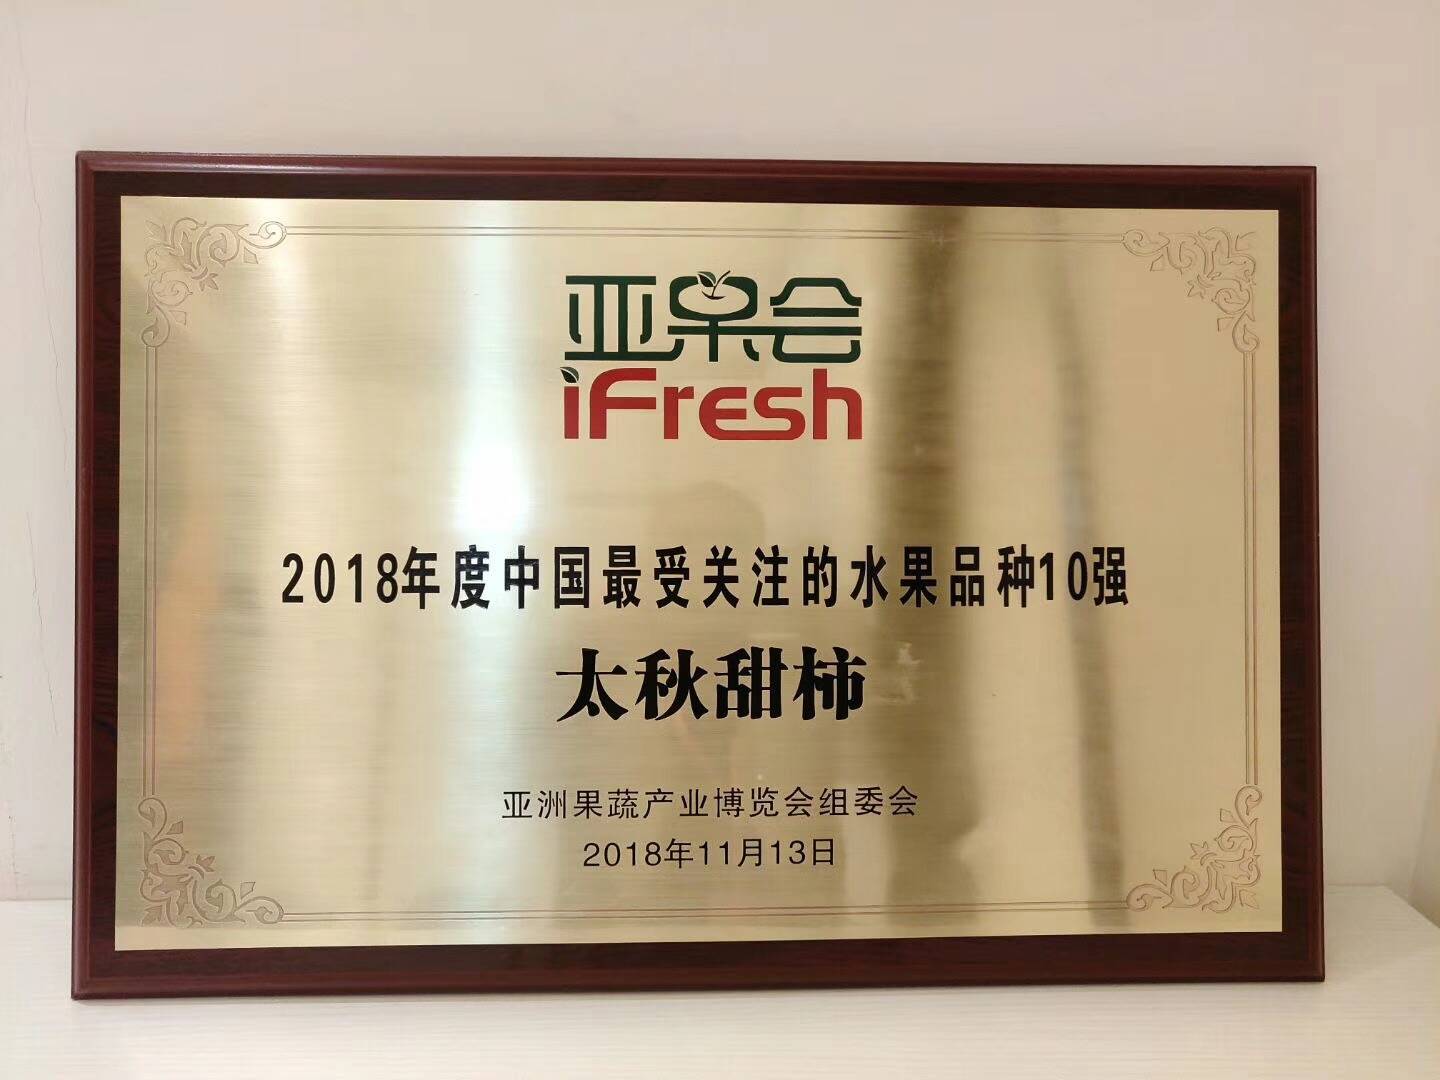 亚果会
iFresh
2018年度中国最受关注的水果品种10强
太秋甜柿
亚洲果蔬产业博览会组委会
2018年11月13日